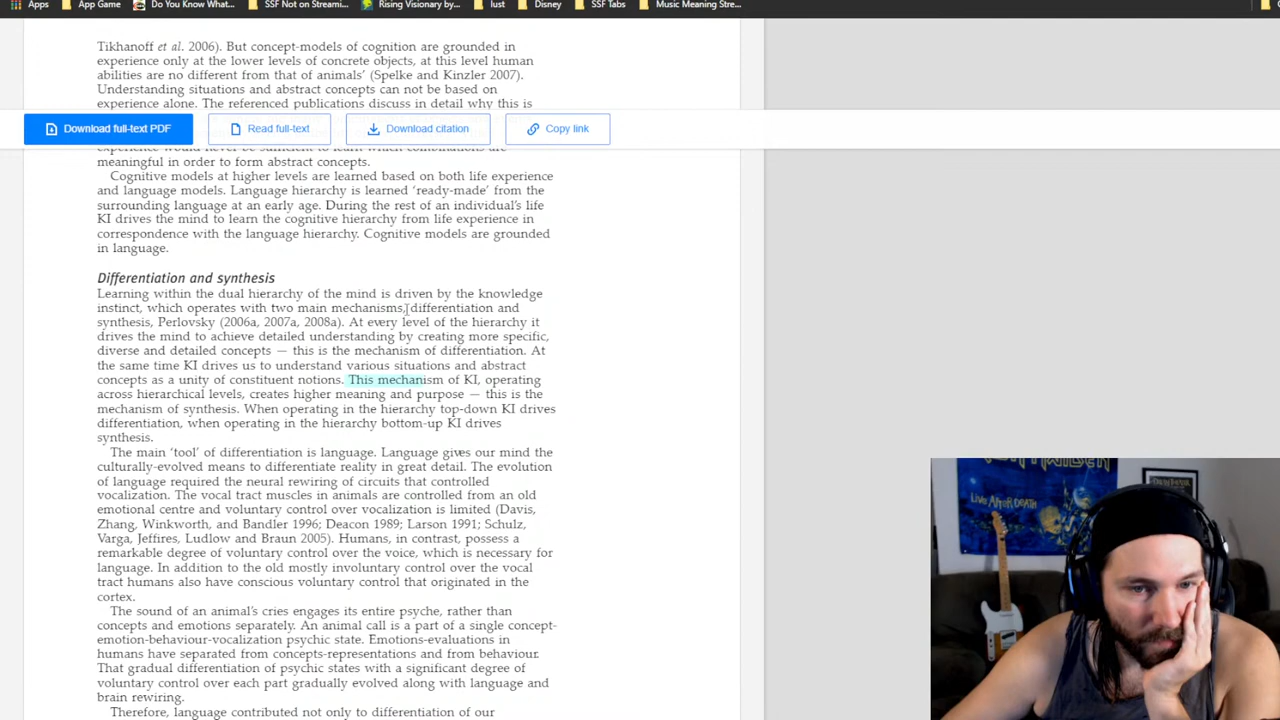 Apps
App Game
Do You Know What...
SSF Not on Streami...
Rising Visionary by...
lust
Disney
SSF Tabs
Music Meaning Stre...
Tikhanoff et al. 2006). But concept-models of cognition are grounded in
experience only at the lower levels of concrete objects, at this level human
abilities are no different from that of animals' (Spelke and Kinzler 2007).
Understanding situations and abstract concepts can not be based on
experience alone. The referenced publications discuss in detail why this is
Download full-text PDF
Read full-text
Download citation
Copy link
experience would never be sufficient to learn which combinations are
meaningful in order to form abstract concepts.
Cognitive models at higher levels are learned based on both life experience
and language models. Language hierarchy is learned 'ready-made' from the
surrounding language at an early age. During the rest of an individual's life
KI drives the mind to learn the cognitive hierarchy from life experience in
correspondence with the language hierarchy. Cognitive models are grounded
in language.
Differentiation and synthesis
Learning within the dual hierarchy of the mind is driven by the knowledge
instinct, which operates with two main mechanisms, differentiation and
synthesis, Perlovsky (2006a, 2007a, 2008a). At every level of the hierarchy it
drives the mind to achieve detailed understanding by creating more specific,
diverse and detailed concepts — this is the mechanism of differentiation. At
the same time KI drives us to understand various situations and abstract
concepts as a unity of constituent notions. This mechanism of KI, operating
across hierarchical levels, creates higher meaning and purpose — this is the
mechanism of synthesis. When operating in the hierarchy top-down KI drives
differentiation, when operating in the hierarchy bottom-up KI drives
synthesis.
The main 'tool' of differentiation is language. Language gives our mind the
culturally-evolved means to differentiate reality in great detail. The evolution
of language required the neural rewiring of circuits that controlled
vocalization. The vocal tract muscles in animals are controlled from an old
emotional centre and voluntary control over vocalization is limited (Davis,
Zhang, Winkworth, and Bandler 1996; Deacon 1989; Larson 1991; Schulz,
Varga, Jeffires, Ludlow and Braun 2005). Humans, in contrast, possess a
remarkable degree of voluntary control over the voice, which is necessary for
language. In addition to the old mostly involuntary control over the vocal
tract humans also have conscious voluntary control that originated in the
cortex.
The sound of an animal's cries engages its entire psyche, rather than
concepts and emotions separately. An animal call is a part of a single concept-
emotion-behaviour-vocalization psychic state. Emotions-evaluations in
humans have separated from concepts-representations and from behaviour.
That gradual differentiation of psychic states with a significant degree of
voluntary control over each part gradually evolved along with language and
brain rewiring.
Therefore, language contributed not only to differentiation of our
LIVE AFTER DEATH